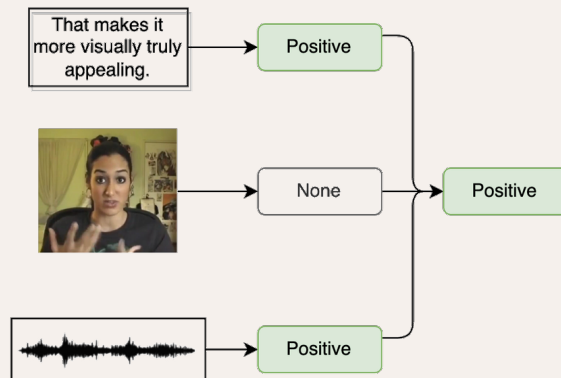 That makes it
more visually truly
appealing.
Positive
None
Positive
Positive